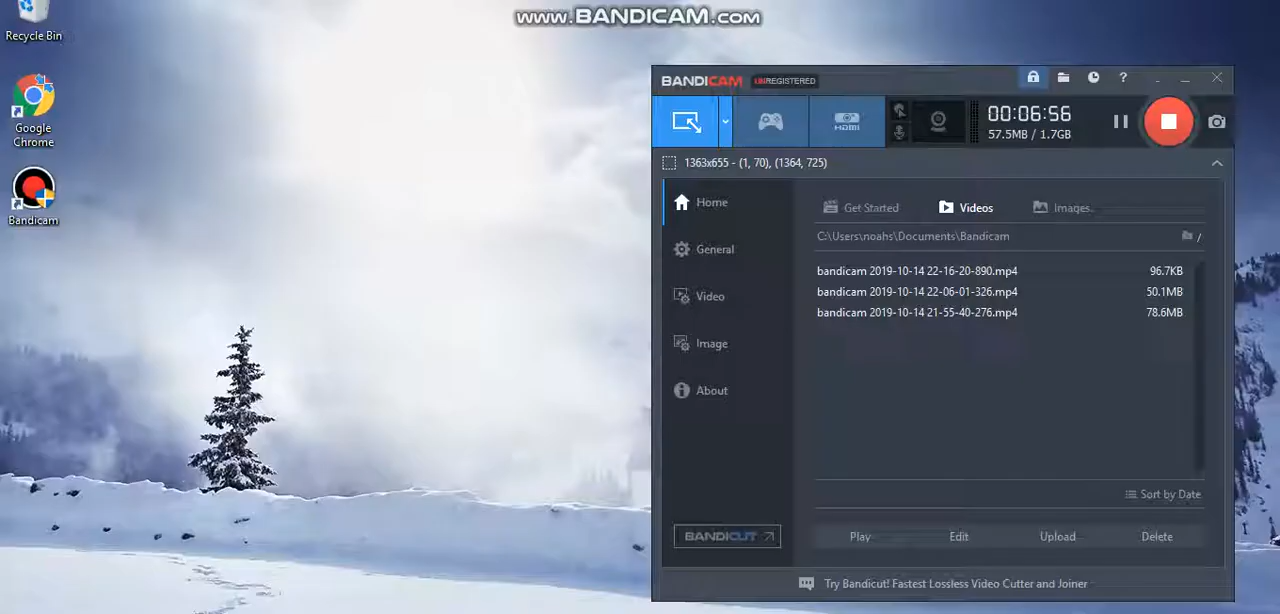 www.BANDICAM.com
Recycle Bin
Google
Chrome
Bandicam
BANDICAM UNREGISTERED
?
HDMI
00:06:56
57.5MB / 1.7GB
1363x655 - (1, 70), (1364, 725)
Home
General
Video
Image
About
BANDICUT
Get Started
Videos
Images
C:\Users\noahs\Documents\Bandicam
/
bandicam 2019-10-14 22-16-20-890.mp4 96.7KB
bandicam 2019-10-14 22-06-01-326.mp4 50.1MB
bandicam 2019-10-14 21-55-40-276.mp4 78.6MB
Sort by Date
Play Edit Upload Delete
Try Bandicut! Fastest Lossless Video Cutter and Joiner